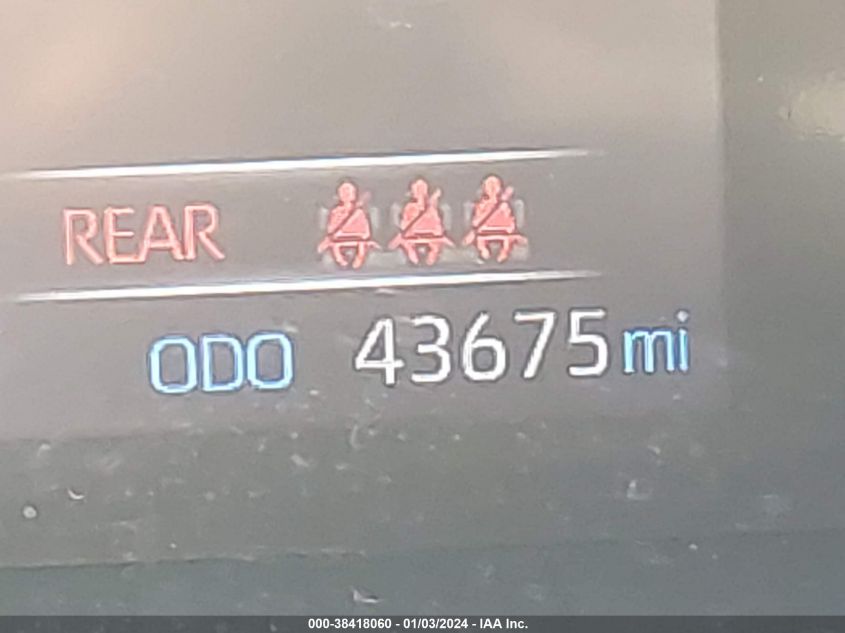 REAR
ODO 43675 mi
000-38418060 - 01/03/2024 - IAA Inc.